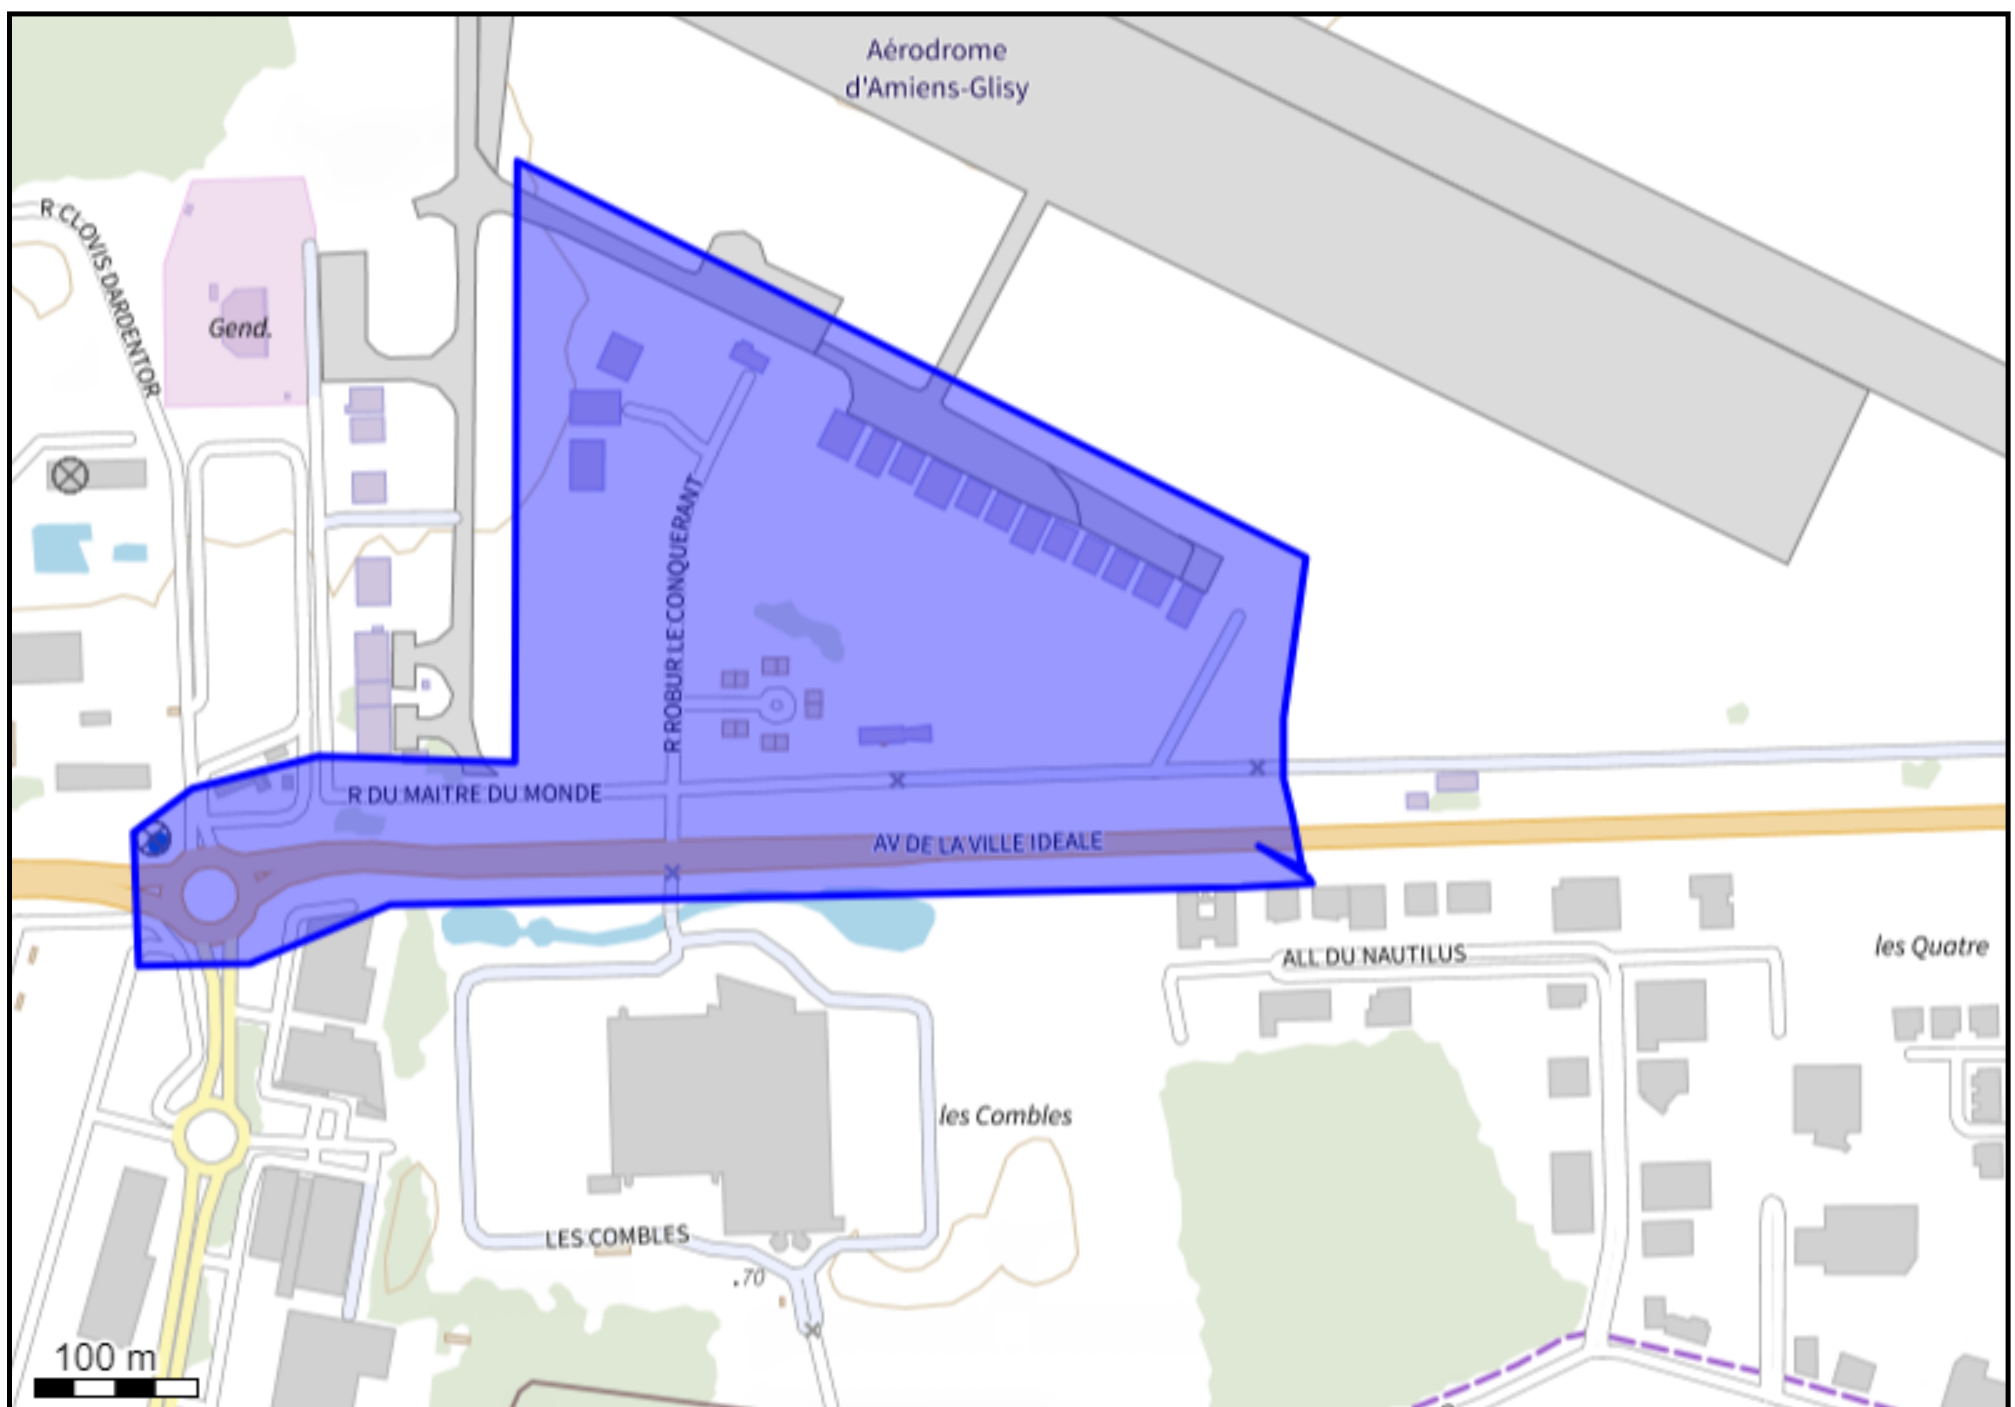 Aérodrome
d'Amiens-Glisy
R CLOVIS DARDENTOR
Gend.
R ROBUR LE CONQUERANT
R DU MAITRE DU MONDE
AV DE LA VILLE IDEALE
ALL DU NAUTILUS
les Quatre
les Combles
LES COMBLES
.70
100 m